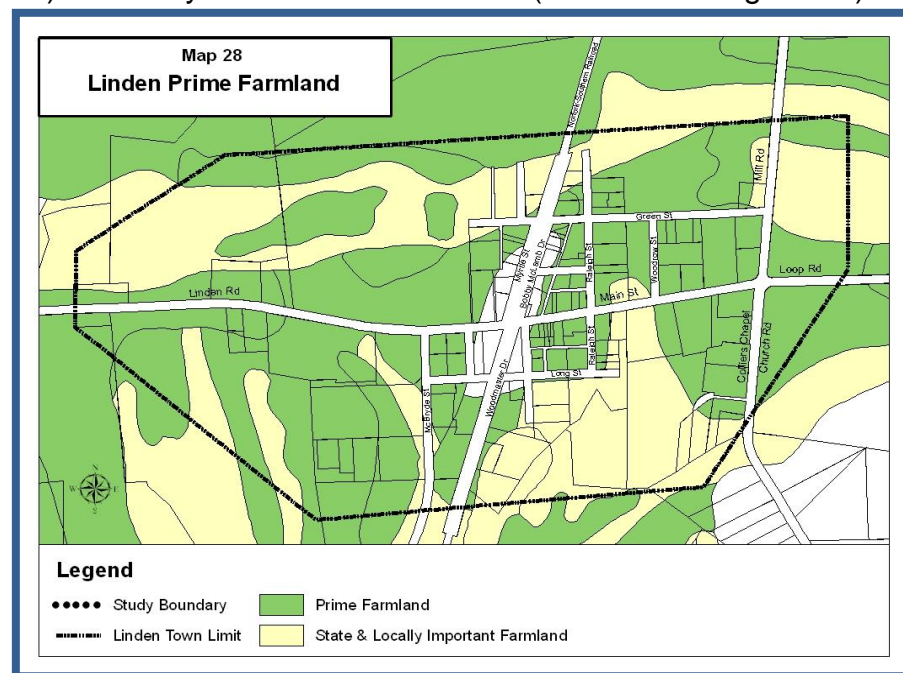 Map 28
Linden Prime Farmland
Norfolk-Southern Railroad
Mill Rd
Green St
Myrtle St
Bobby McLamb Dr
Raleigh St
Woodrow St
Loop Rd
Linden Rd
Main St
Colliers Chapel
Church Rd
Raleigh St
Long St
McBryde St
Woodmaster Dr
N
W
E
S
Legend
Study Boundary
Prime Farmland
Linden Town Limit
State & Locally Important Farmland